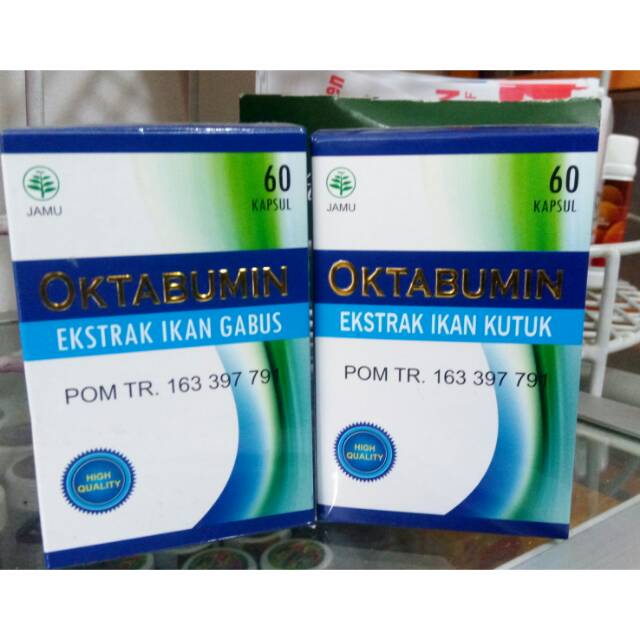 JAMU
60
KAPSUL
OKTABUMIN
EKSTRAK IKAN GABUS
POM TR. 163 397 791
HIGH
QUALITY
JAMU
60
KAPSUL
OKTABUMIN
EKSTRAK IKAN KUTUK
POM TR. 163 397 791
HIGH
QUALITY